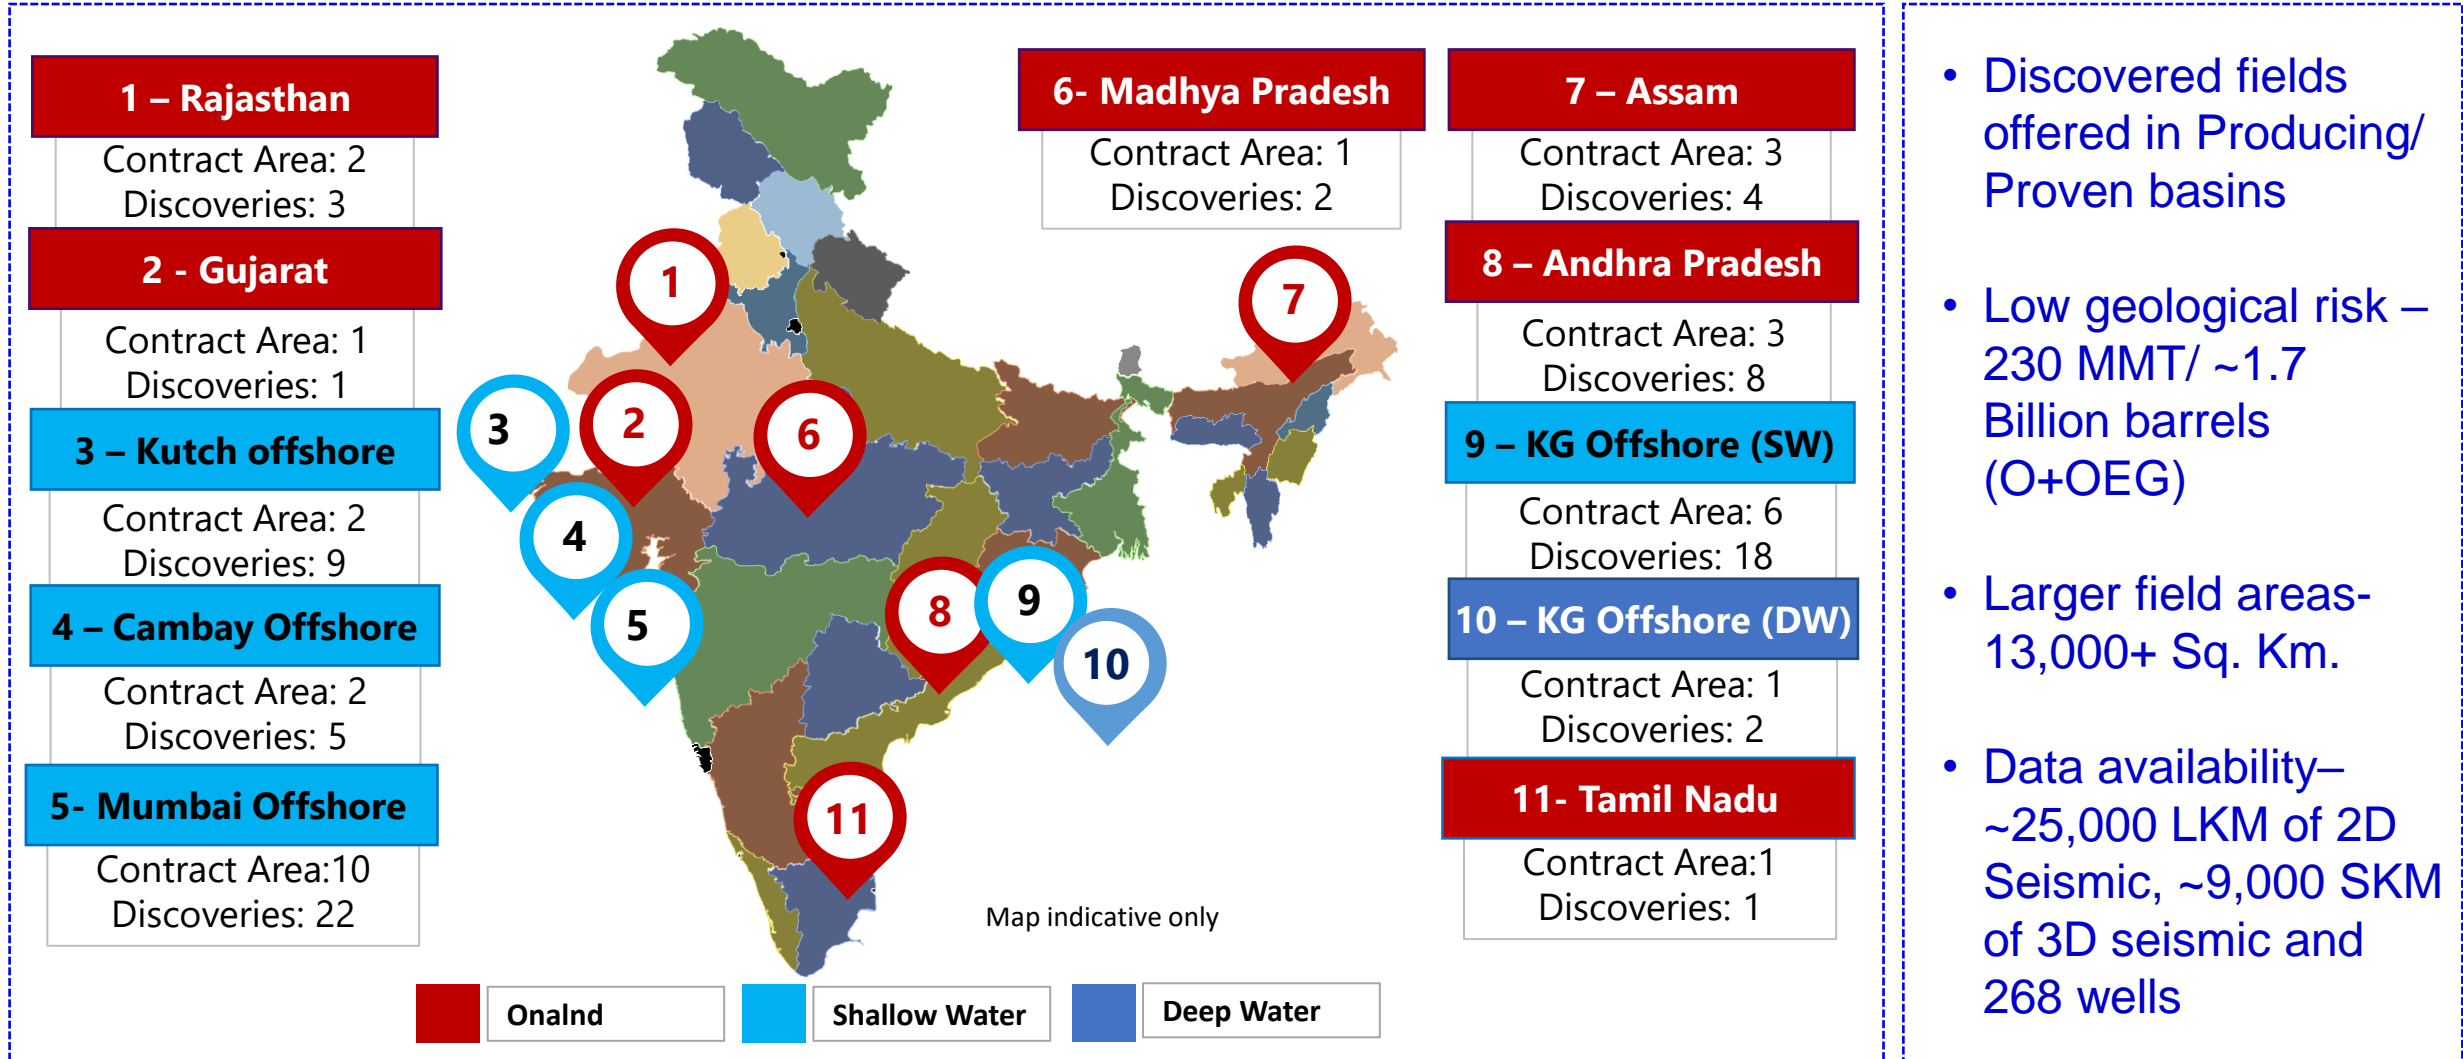 1 – Rajasthan
Contract Area: 2
Discoveries: 3
2 - Gujarat
Contract Area: 1
Discoveries: 1
3 – Kutch offshore
Contract Area: 2
Discoveries: 9
4 – Cambay Offshore
Contract Area: 2
Discoveries: 5
5- Mumbai Offshore
Contract Area:10
Discoveries: 22
1
2
3
4
5
6
7
8
9
10
11
Map indicative only
6- Madhya Pradesh
Contract Area: 1
Discoveries: 2
7 – Assam
Contract Area: 3
Discoveries: 4
8 – Andhra Pradesh
Contract Area: 3
Discoveries: 8
9 – KG Offshore (SW)
Contract Area: 6
Discoveries: 18
10 – KG Offshore (DW)
Contract Area: 1
Discoveries: 2
11- Tamil Nadu
Contract Area:1
Discoveries: 1
Onalnd
Shallow Water
Deep Water
• Discovered fields
offered in Producing/
Proven basins
• Low geological risk –
230 MMT/ ~1.7
Billion barrels
(O+OEG)
• Larger field areas-
13,000+ Sq. Km.
• Data availability–
~25,000 LKM of 2D
Seismic, ~9,000 SKM
of 3D seismic and
268 wells